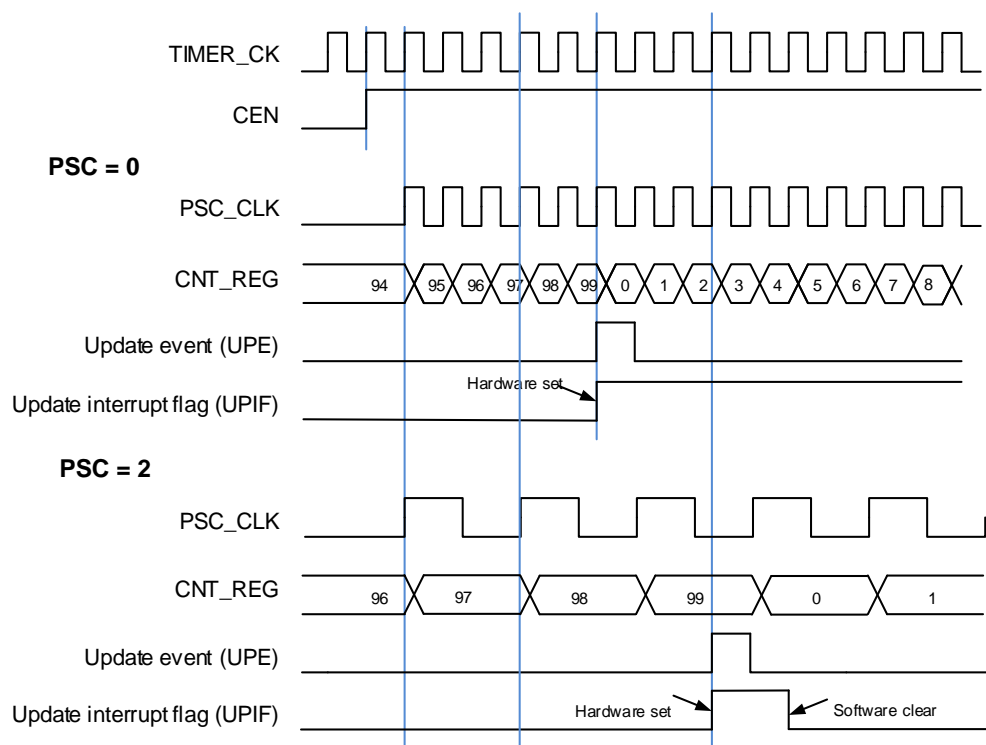 TIMER_CK
CEN
PSC = 0
PSC_CLK
CNT_REG 94 95 96 97 98 99 0 1 2 3 4 5 6 7 8
Update event (UPE)
Hardware set
Update interrupt flag (UPIF)
PSC = 2
PSC_CLK
CNT_REG 96 97 98 99 0 1
Update event (UPE)
Update interrupt flag (UPIF) Hardware set Software clear